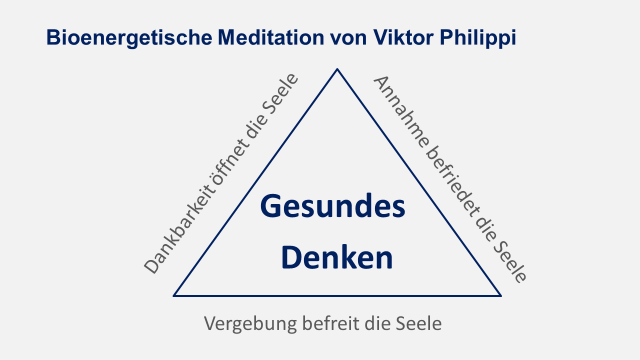 Bioenergetische Meditation von Viktor Philippi
Dankbarkeit öffnet die Seele
Annahme befriedet die Seele
Gesundes
Denken
Vergebung befreit die Seele